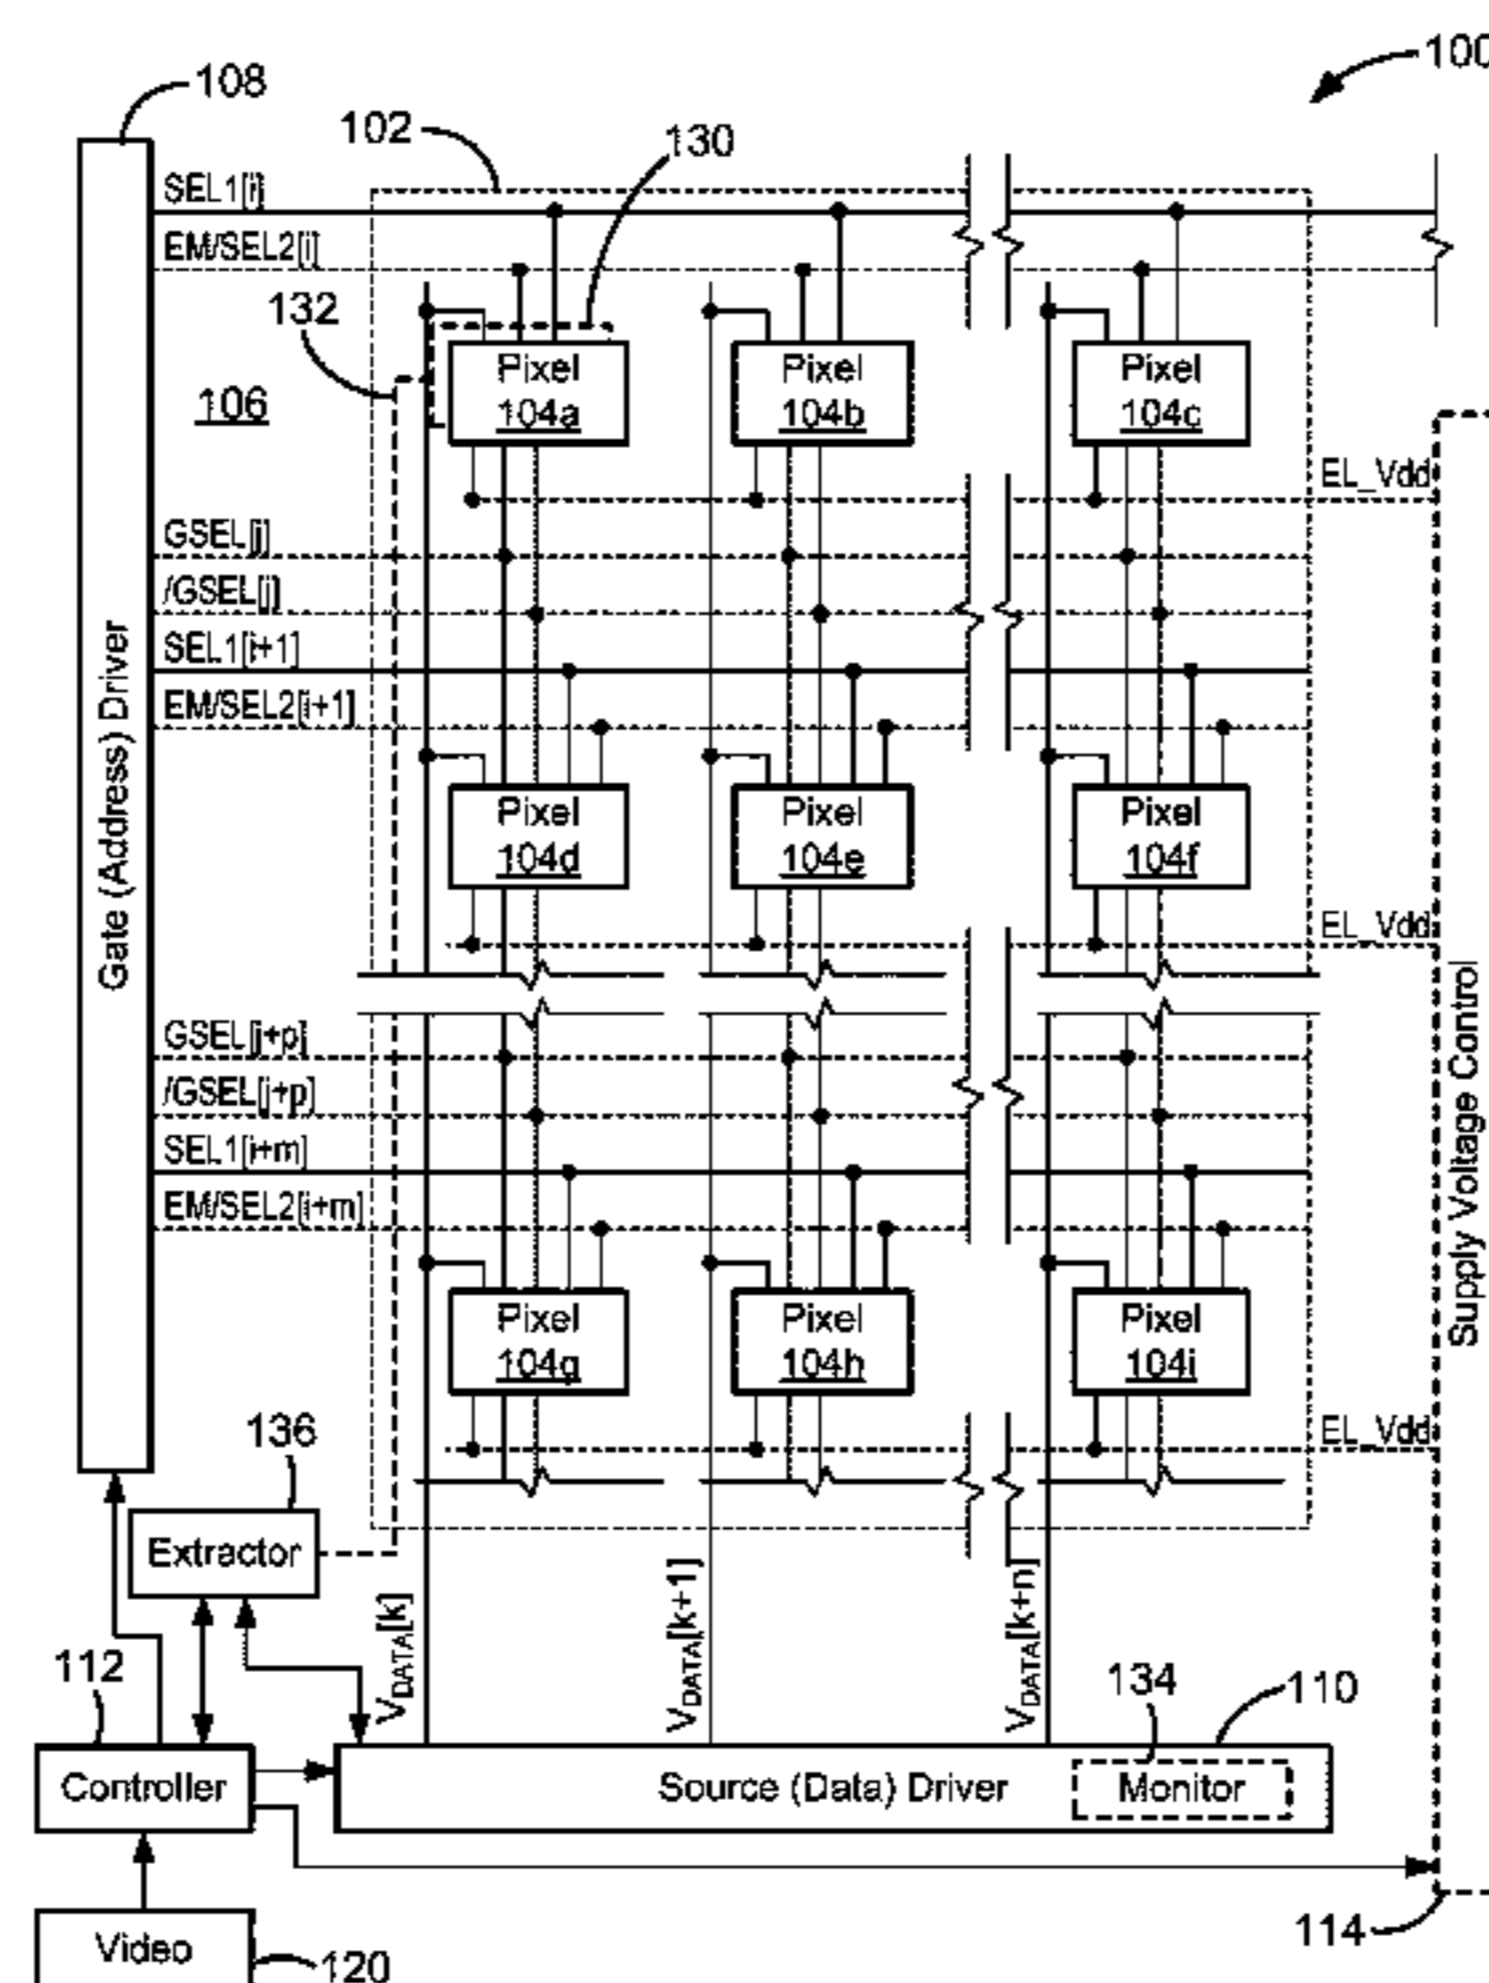 100
108
102
130
SEL1[i]
EM/SEL2[i]
132
106
Pixel
104a
Pixel
104b
Pixel
104c
EL_Vdd
GSEL[j]
/GSEL[j]
SEL1[i+1]
EM/SEL2[i+1]
Gate (Address) Driver
Pixel
104d
Pixel
104e
Pixel
104f
EL_Vdd
Supply Voltage Control
GSEL[j+p]
/GSEL[j+p]
SEL1[i+m]
EM/SEL2[i+m]
Pixel
104g
Pixel
104h
Pixel
104i
EL_Vdd
136
Extractor
VDATA[k]
VDATA[k+1]
VDATA[k+n]
112
134
110
Controller
Source (Data) Driver
Monitor
114
Video
120